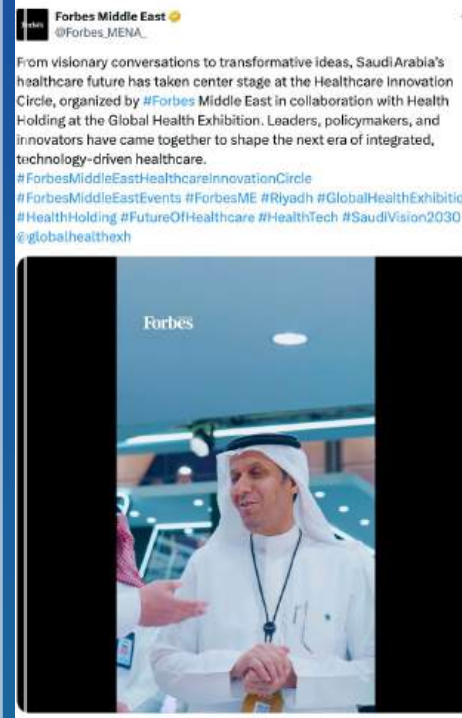 Forbes
Forbes Middle East
@Forbes_MENA_
From visionary conversations to transformative ideas, Saudi Arabia's
healthcare future has taken center stage at the Healthcare Innovation
Circle, organized by #Forbes Middle East in collaboration with Health
Holding at the Global Health Exhibition. Leaders, policymakers, and
innovators have came together to shape the next era of integrated,
technology-driven healthcare.
#ForbesMiddleEastHealthcareInnovationCircle
#ForbesMiddleEastEvents #ForbesME #Riyadh #GlobalHealthExhibitio
#HealthHolding #FutureOfHealthcare #HealthTech #SaudiVision2030
@globalhealthexh
Forbes